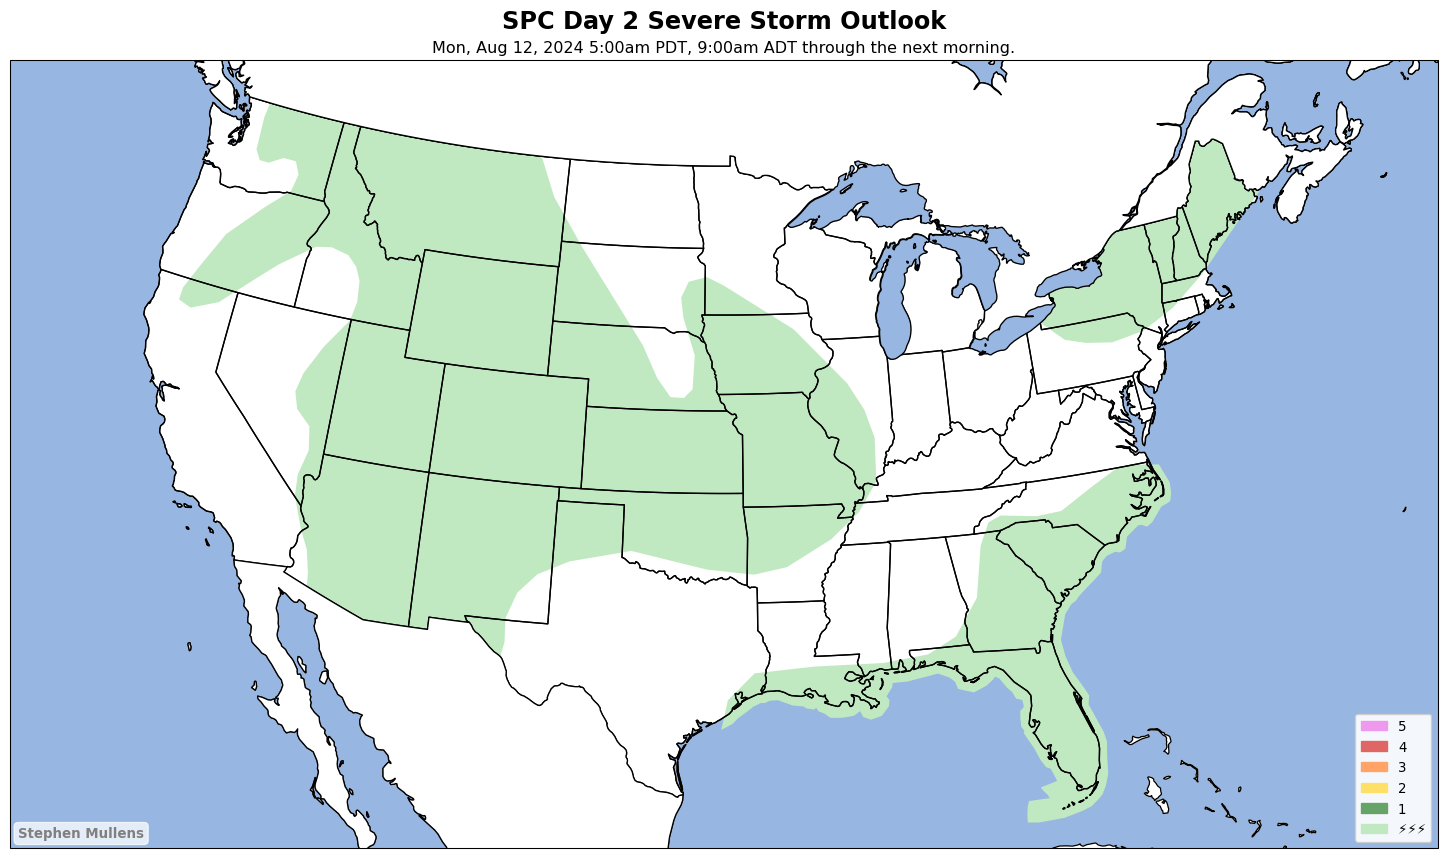 SPC Day 2 Severe Storm Outlook
Mon, Aug 12, 2024 5:00am PDT, 9:00am ADT through the next morning.
5
4
3
2
1
⚡⚡⚡
Stephen Mullens